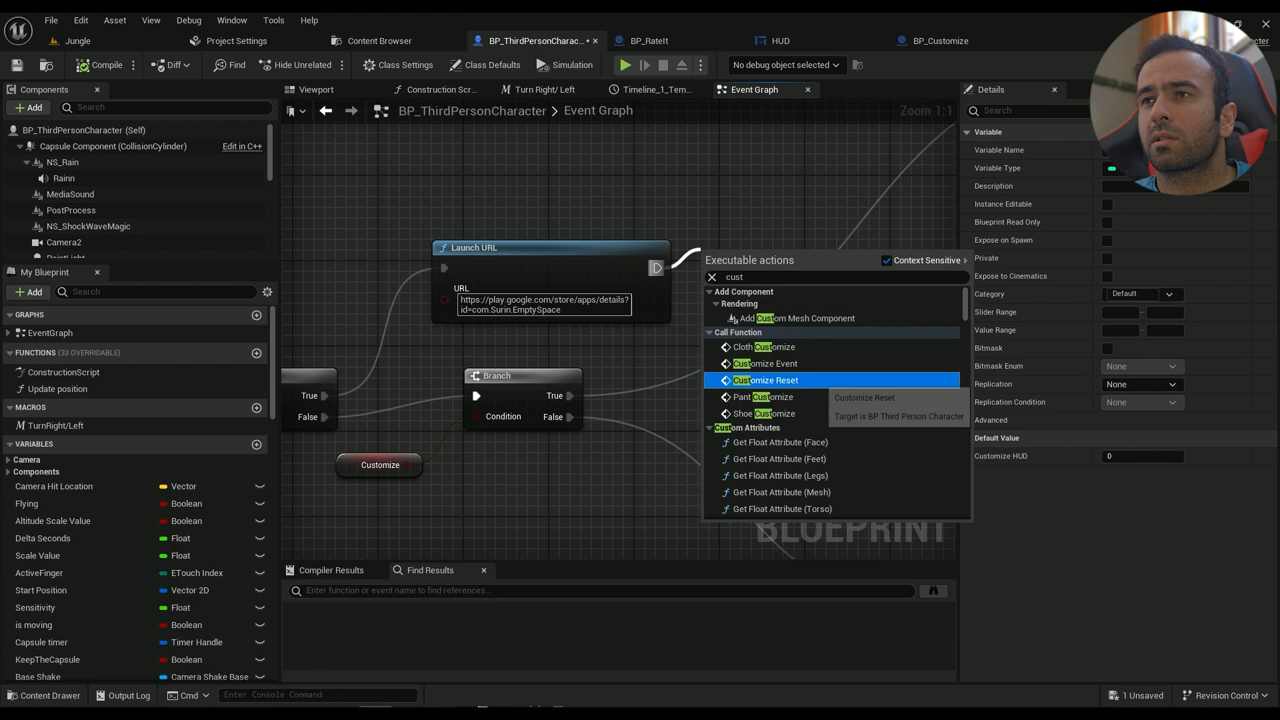 File Edit Asset View Debug Window Tools Help
Jungle Project Settings Content Browser BP_ThirdPersonCharac... BP_RateIt HUD BP_Customize
Compile Diff Find Hide Unrelated Class Settings Class Defaults Simulation No debug object selected
Components Viewport Construction Scr... Turn Right/ Left Timeline_1_Tem... Event Graph Details
Add Search BP_ThirdPersonCharacter > Event Graph Zoom 1:1 Search
BP_ThirdPersonCharacter (Self)
Capsule Component (CollisionCylinder) Edit in C++
NS_Rain
Rainn
MediaSound
PostProcess
NS_ShockWaveMagic
Camera2
PointLight
My Blueprint
Add Search
GRAPHS
EventGraph
FUNCTIONS (33 OVERRIDABLE)
ConstructionScript
Update position
MACROS
TurnRight/Left
VARIABLES
Camera
Components
Camera Hit Location Vector
Flying Boolean
Altitude Scale Value Boolean
Delta Seconds Float
Scale Value Float
ActiveFinger ETouch Index
Start Position Vector 2D
Sensitivity Float
is moving Boolean
Capsule timer Timer Handle
KeepTheCapsule Boolean
Base Shake Camera Shake Base
Launch URL
URL
https://play.google.com/store/apps/details?
id=com.Surin.EmptySpace
True
False
Branch
Condition
True
False
Customize
BLUEPRINT
Executable actions Context Sensitive
cust
Add Component
Rendering
Add Custom Mesh Component
Call Function
Cloth Customize
Customize Event
Customize Reset
Pant Customize
Shoe Customize
Customize Reset
Target is BP Third Person Character
Custom Attributes
Get Float Attribute (Face)
Get Float Attribute (Feet)
Get Float Attribute (Legs)
Get Float Attribute (Mesh)
Get Float Attribute (Torso)
Compiler Results Find Results
Enter function or event name to find references...
Variable
Variable Name
Variable Type
Description
Instance Editable
Blueprint Read Only
Expose on Spawn
Private
Expose to Cinematics
Category Default
Slider Range
Value Range
Bitmask
Bitmask Enum None
Replication None
Replication Condition None
Advanced
Default Value
Customize HUD 0
Content Drawer Output Log Cmd Enter Console Command 1 Unsaved Revision Control